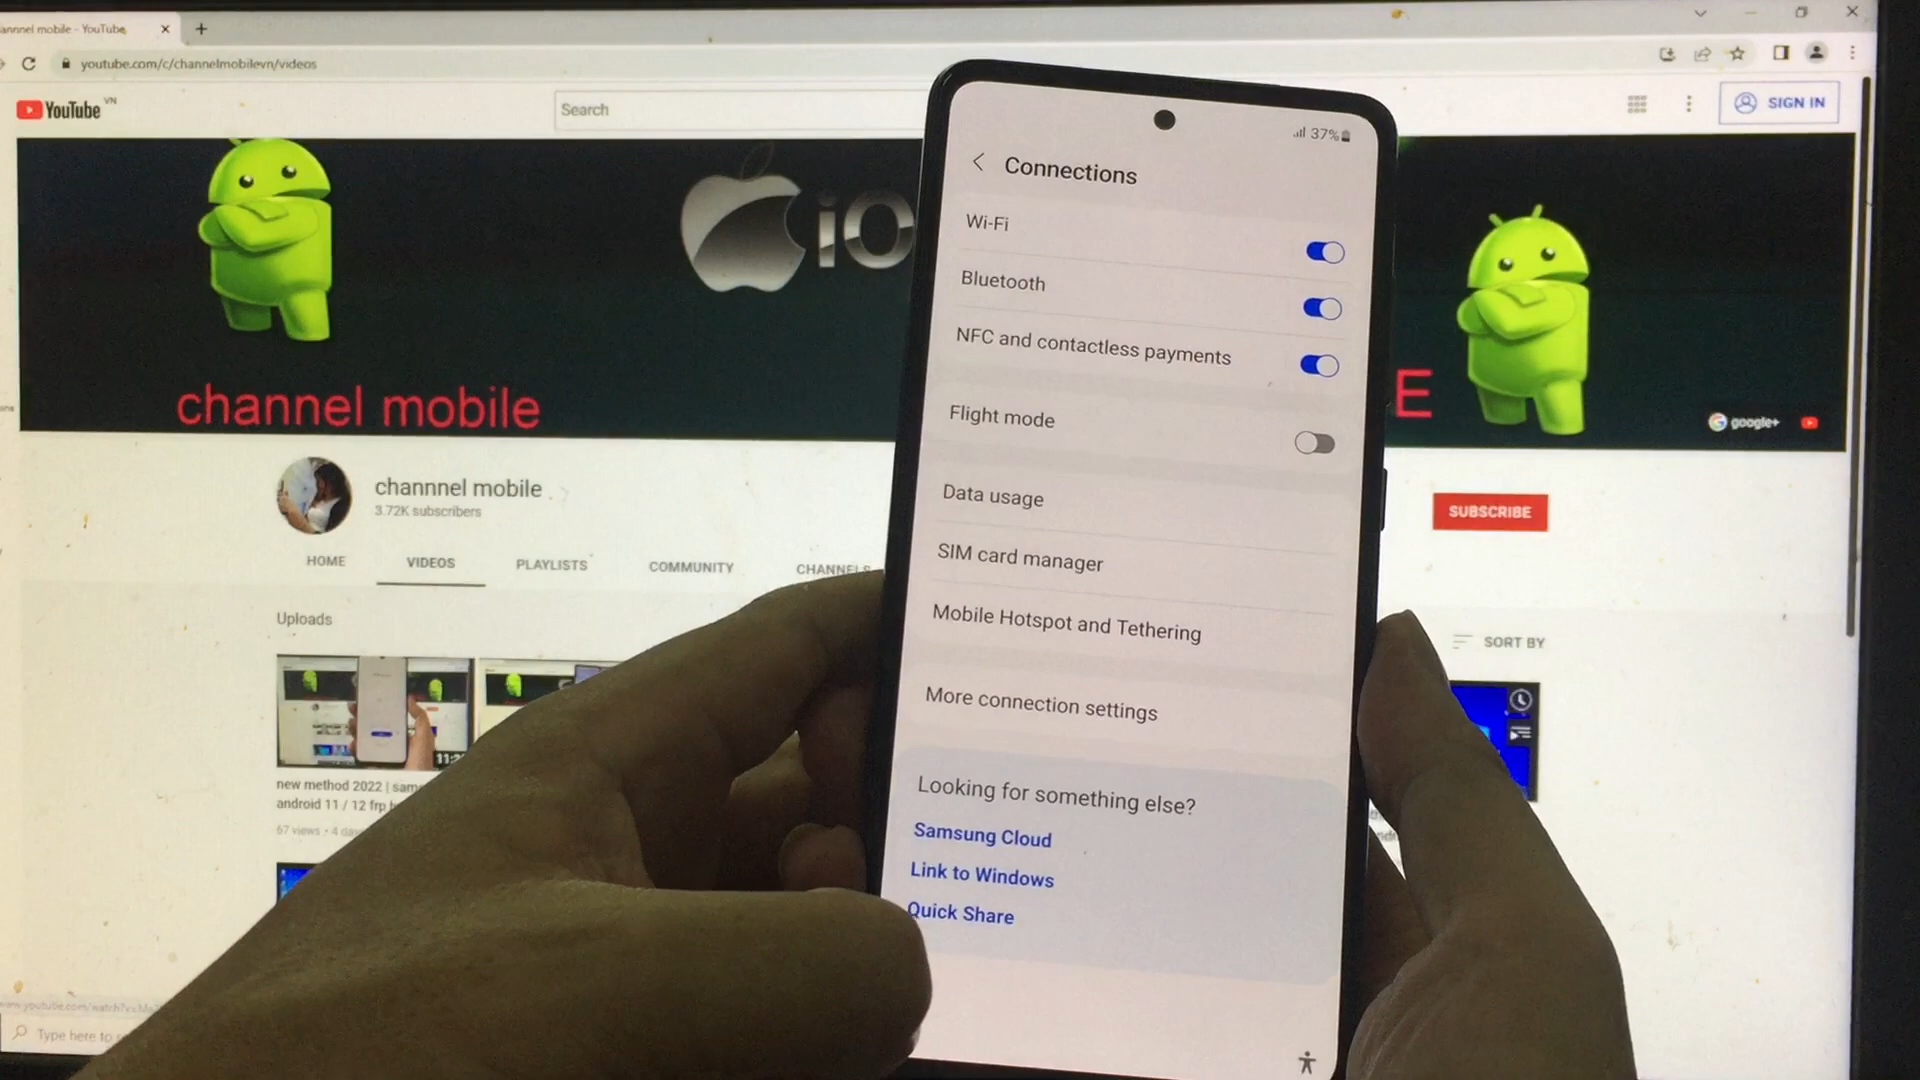 channnel mobile - YouTube
youtube.com/c/channelmobilevn/videos
YouTube VN
Search
SIGN IN
iO
channel mobile
E
google+
channnel mobile
3.72K subscribers
SUBSCRIBE
HOME
VIDEOS
PLAYLISTS
COMMUNITY
CHANNELS
Uploads
SORT BY
11:2
new method 2022 | sam
android 11 / 12 frp
67 views • 4 da
Type here to
37%
Connections
Wi-Fi
Bluetooth
NFC and contactless payments
Flight mode
Data usage
SIM card manager
Mobile Hotspot and Tethering
More connection settings
Looking for something else?
Samsung Cloud
Link to Windows
Quick Share